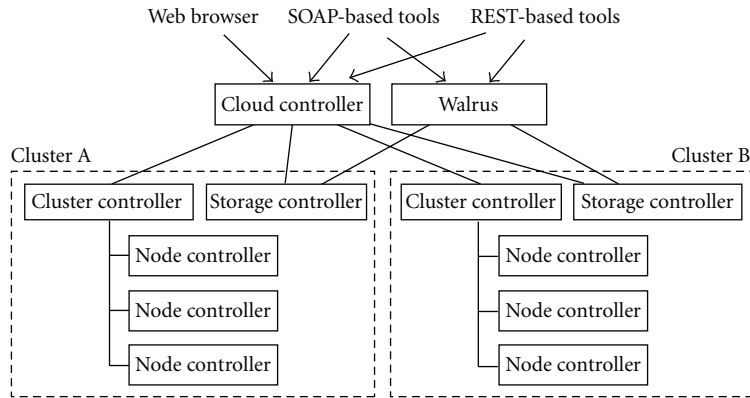 Web browser SOAP-based tools REST-based tools
Cloud controller Walrus
Cluster A Cluster B
Cluster controller Storage controller Cluster controller Storage controller
Node controller Node controller
Node controller Node controller
Node controller Node controller